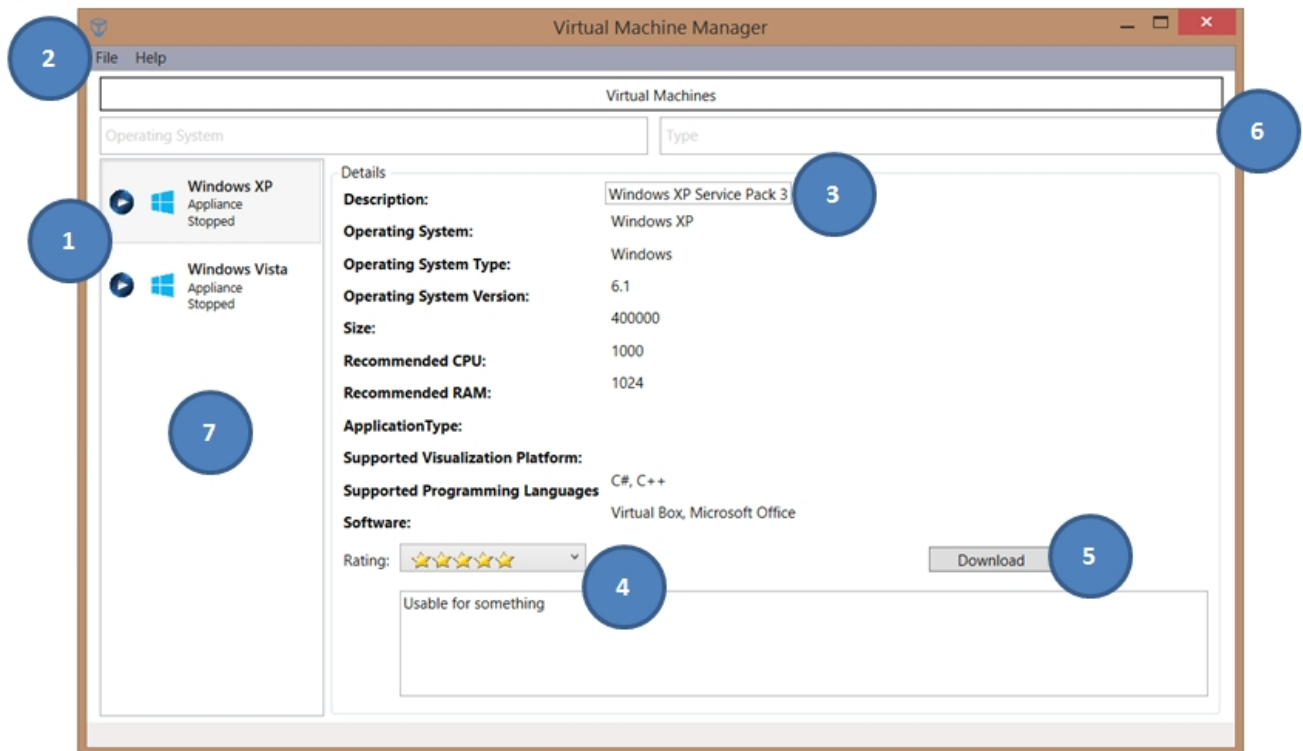 Virtual Machine Manager
2
File Help
Virtual Machines
Operating System
Type
6
Windows XP
Appliance
Stopped
1
Windows Vista
Appliance
Stopped
7
Details
Description: Windows XP Service Pack 3
3
Operating System: Windows XP
Operating System Type: Windows
Operating System Version: 6.1
Size: 400000
Recommended CPU: 1000
Recommended RAM: 1024
ApplicationType:
Supported Visualization Platform:
Supported Programming Languages C#, C++
Software: Virtual Box, Microsoft Office
Rating:
4
Download
5
Usable for something